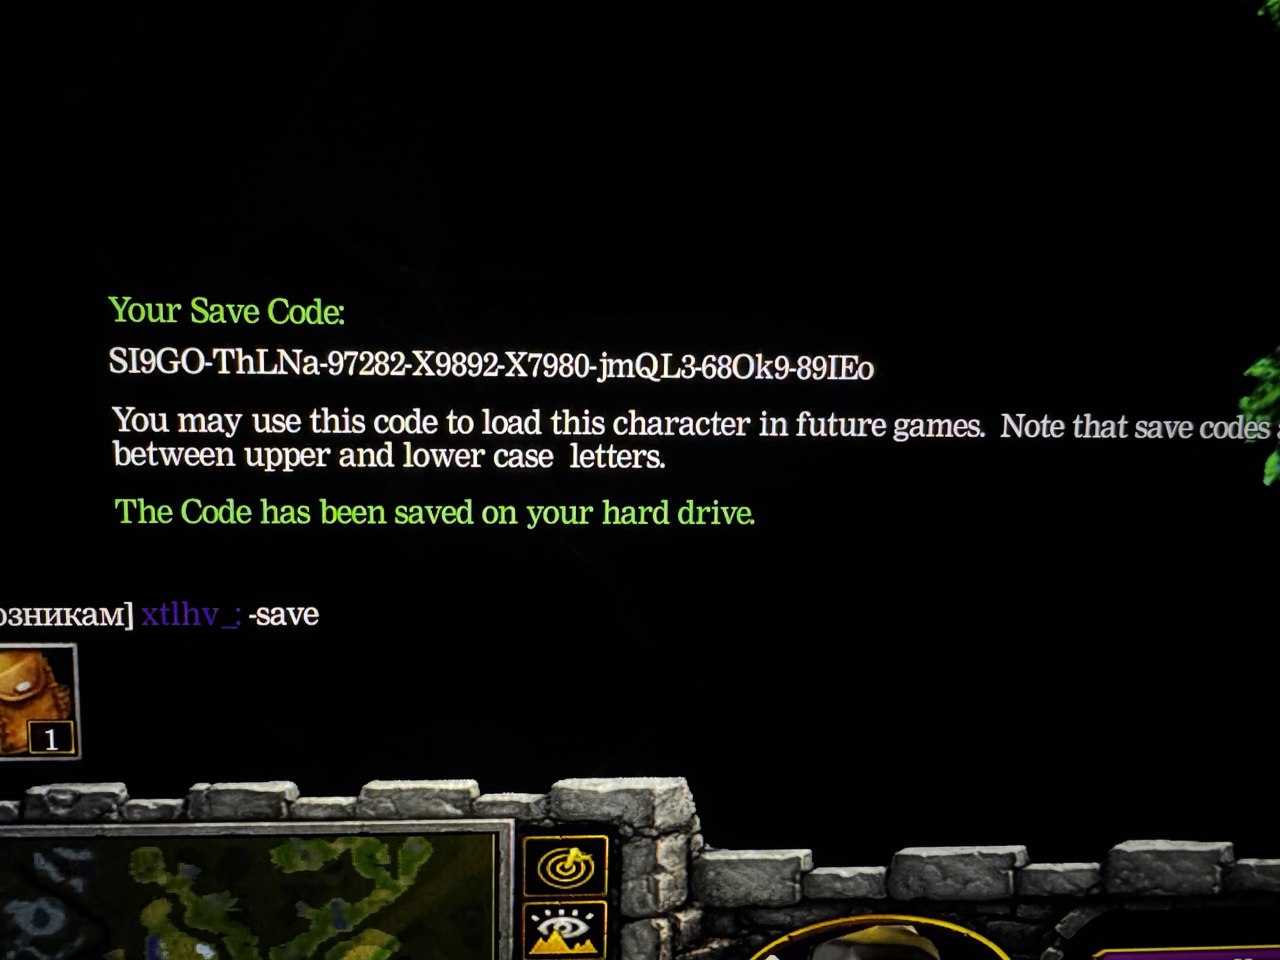 Your Save Code:
SI9GO-ThLNa-97282-X9892-X7980-jmQL3-68Ok9-89IEo
You may use this code to load this character in future games.  Note that save codes
between upper and lower case  letters.
The Code has been saved on your hard drive.
озникам] xtlhv_: -save
1